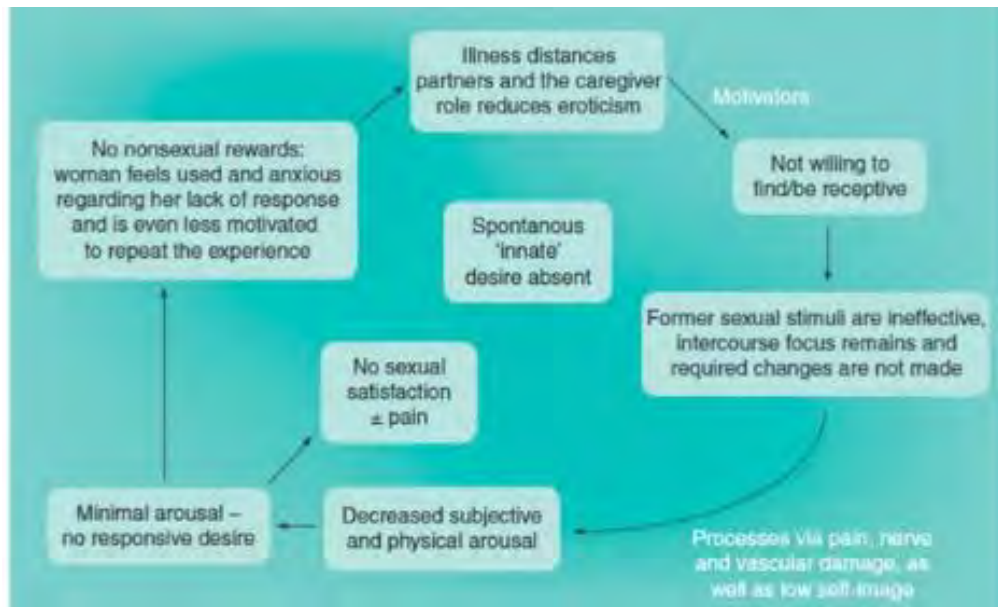 Illness distances
partners and the caregiver
role reduces eroticism
Motivators
Not willing to
find/be receptive
Former sexual stimuli are ineffective,
intercourse focus remains and
required changes are not made
Processes via pain, nerve
and vascular damage, as
well as low self-image
Decreased subjective
and physical arousal
Minimal arousal –
no responsive desire
No sexual
satisfaction
± pain
No nonsexual rewards:
woman feels used and anxious
regarding her lack of response
and is even less motivated
to repeat the experience
Spontanous
'innate'
desire absent